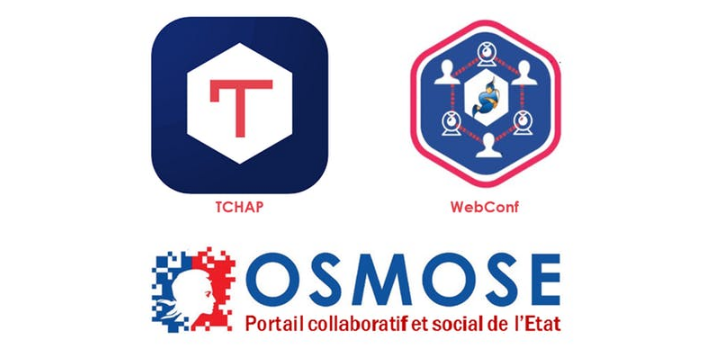 T
TCHAP
WebConf
OSMOSE
Portail collaboratif et social de l'Etat